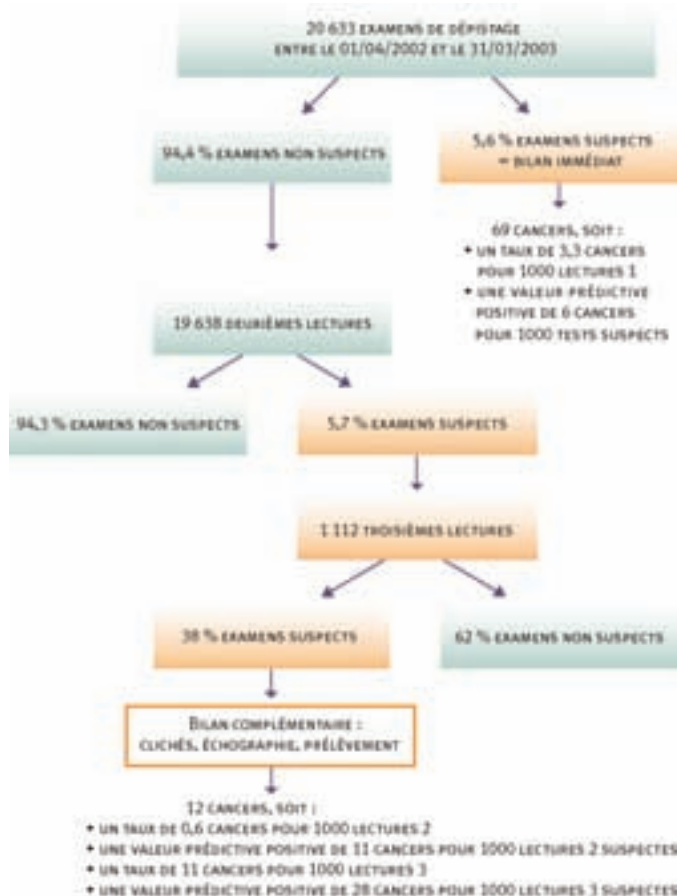 20 633 EXAMENS DE DÉPISTAGE
ENTRE LE 01/04/2002 ET LE 31/03/2003
94,4 % EXAMENS NON SUSPECTS
5,6 % EXAMENS SUSPECTS
= BILAN IMMÉDIAT
69 CANCERS, SOIT :
• UN TAUX DE 3,3 CANCERS
POUR 1000 LECTURES 1
• UNE VALEUR PRÉDICTIVE
POSITIVE DE 6 CANCERS
POUR 1000 TESTS SUSPECTS
19 638 DEUXIÈMES LECTURES
94,3 % EXAMENS NON SUSPECTS
5,7 % EXAMENS SUSPECTS
1 112 TROISIÈMES LECTURES
38 % EXAMENS SUSPECTS
62 % EXAMENS NON SUSPECTS
BILAN COMPLÉMENTAIRE :
CLICHÉS, ÉCHOGRAPHIE, PRÉLÈVEMENT
12 CANCERS, SOIT :
• UN TAUX DE 0,6 CANCERS POUR 1000 LECTURES 2
• UNE VALEUR PRÉDICTIVE POSITIVE DE 11 CANCERS POUR 1000 LECTURES 2 SUSPECTES
• UN TAUX DE 11 CANCERS POUR 1000 LECTURES 3
• UNE VALEUR PRÉDICTIVE POSITIVE DE 28 CANCERS POUR 1000 LECTURES 3 SUSPECTES